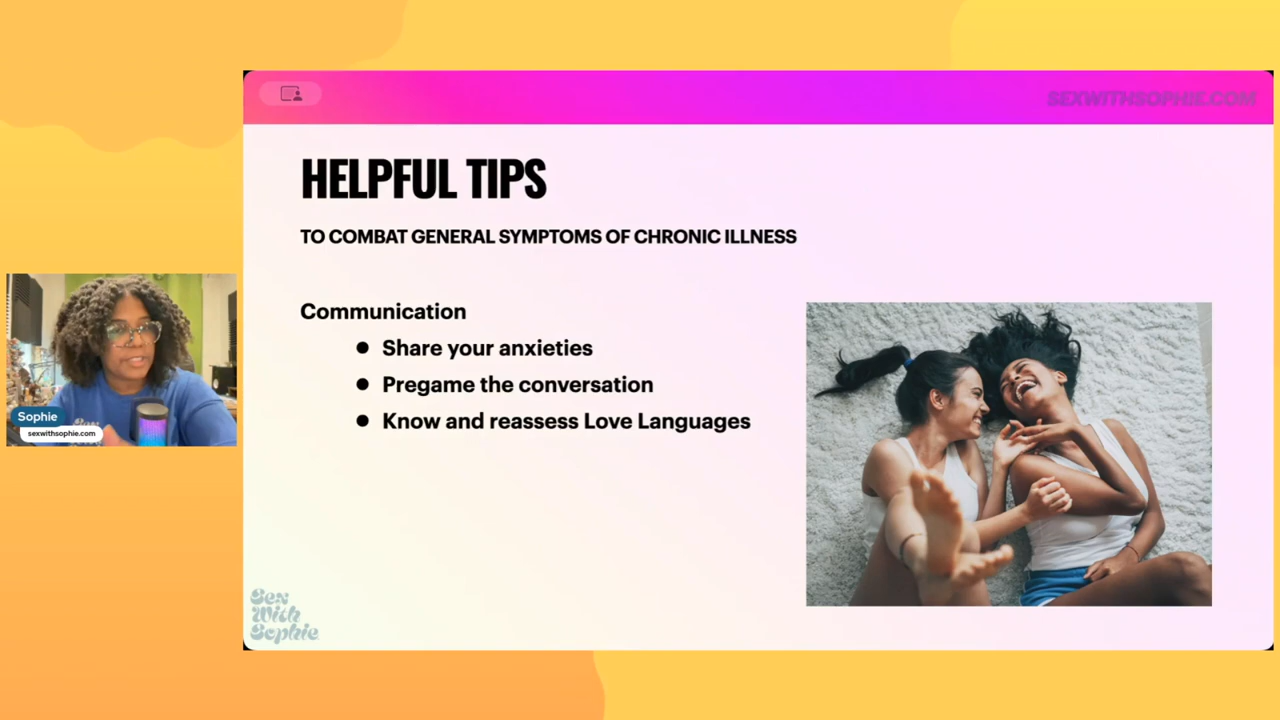 SEXWITHSOPHIE.COM
HELPFUL TIPS
TO COMBAT GENERAL SYMPTOMS OF CHRONIC ILLNESS
Communication
● Share your anxieties
● Pregame the conversation
● Know and reassess Love Languages
Sophie
sexwithsophie.com
Sex
With
Sophie